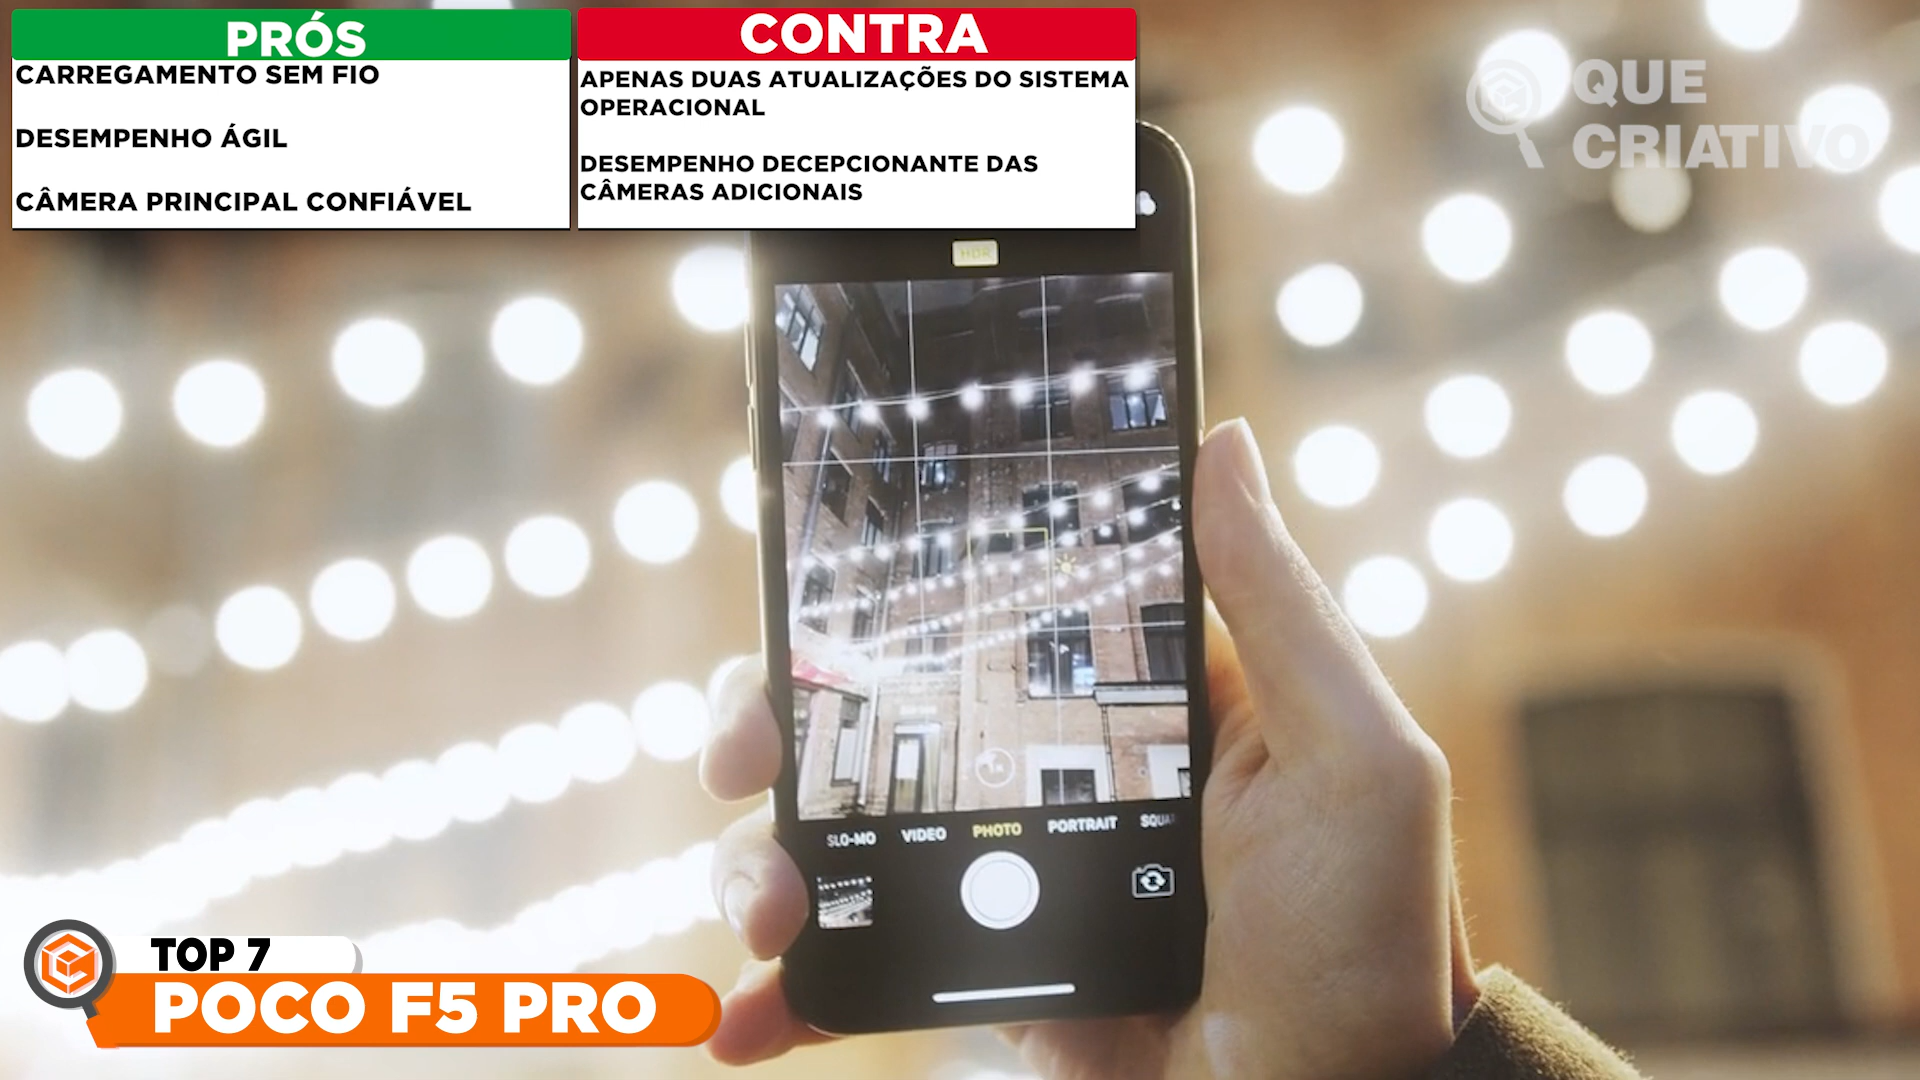 PRÓS
CARREGAMENTO SEM FIO
DESEMPENHO ÁGIL
CÂMERA PRINCIPAL CONFIÁVEL
CONTRA
APENAS DUAS ATUALIZAÇÕES DO SISTEMA
OPERACIONAL
DESEMPENHO DECEPCIONANTE DAS
CÂMERAS ADICIONAIS
QUE
CRIATIVO
HDR
SLO-MO VIDEO PHOTO PORTRAIT SQUA
TOP 7
POCO F5 PRO